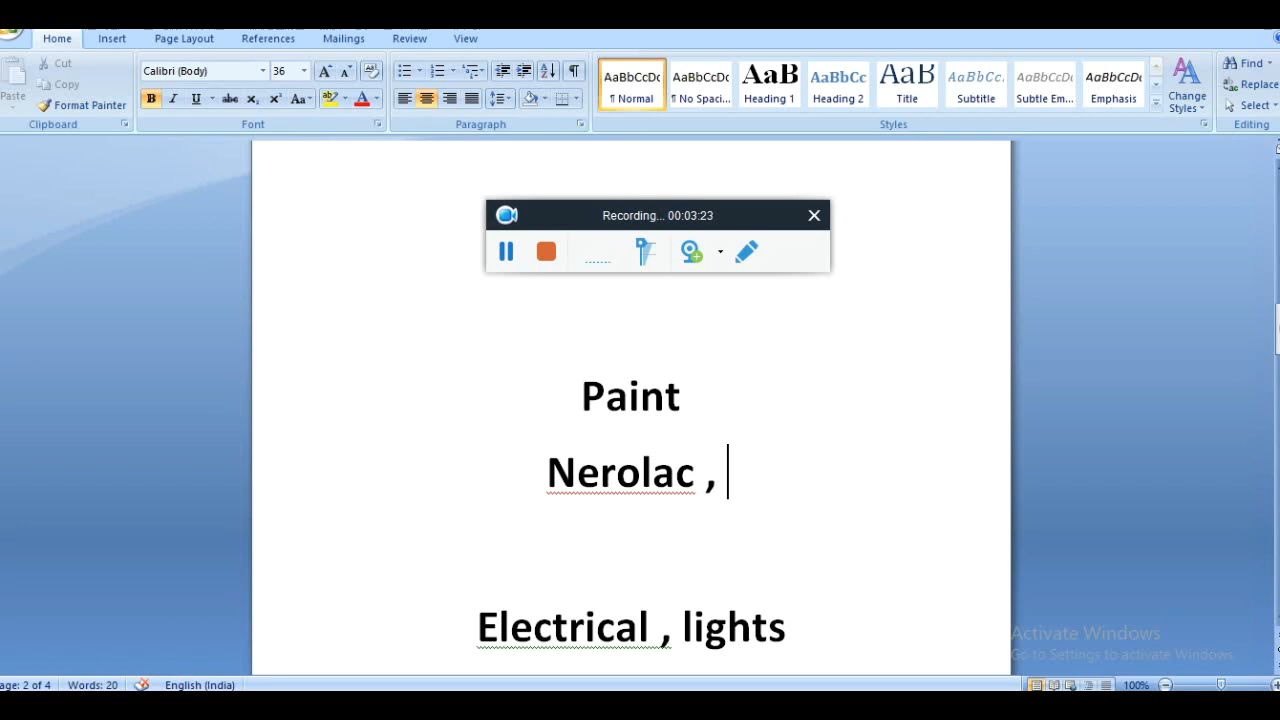 Home Insert Page Layout References Mailings Review View
Cut
Copy
Paste
Format Painter
Clipboard
Calibri (Body) 36
Font
Paragraph
AaBbCcDc AaBbCcDc AaB AaBbCc AaB AaBbCc. AaBbCcDc AaBbCcDc
¶ Normal ¶ No Spaci... Heading 1 Heading 2 Title Subtitle Subtle Em... Emphasis
Change
Styles
Styles
Find
Replace
Select
Editing
Recording... 00:03:23
Paint
Nerolac ,
Electrical , lights
Activate Windows
Go to Settings to activate Windows.
Page: 2 of 4 Words: 20 English (India) 100%